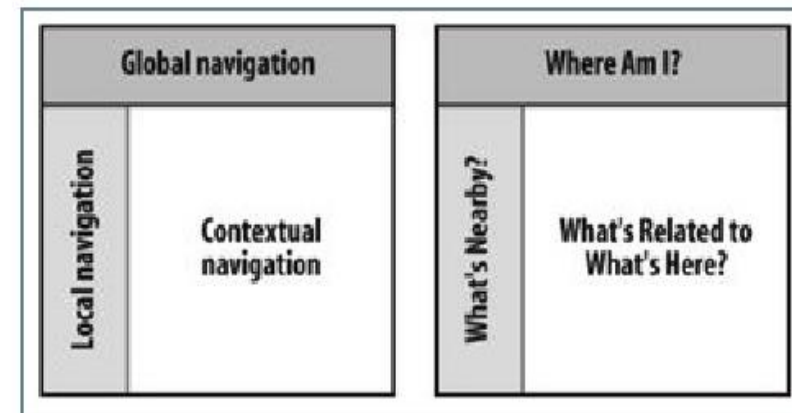 Global navigation
Local navigation
Contextual
navigation
Where Am I?
What's Nearby?
What's Related to
What's Here?